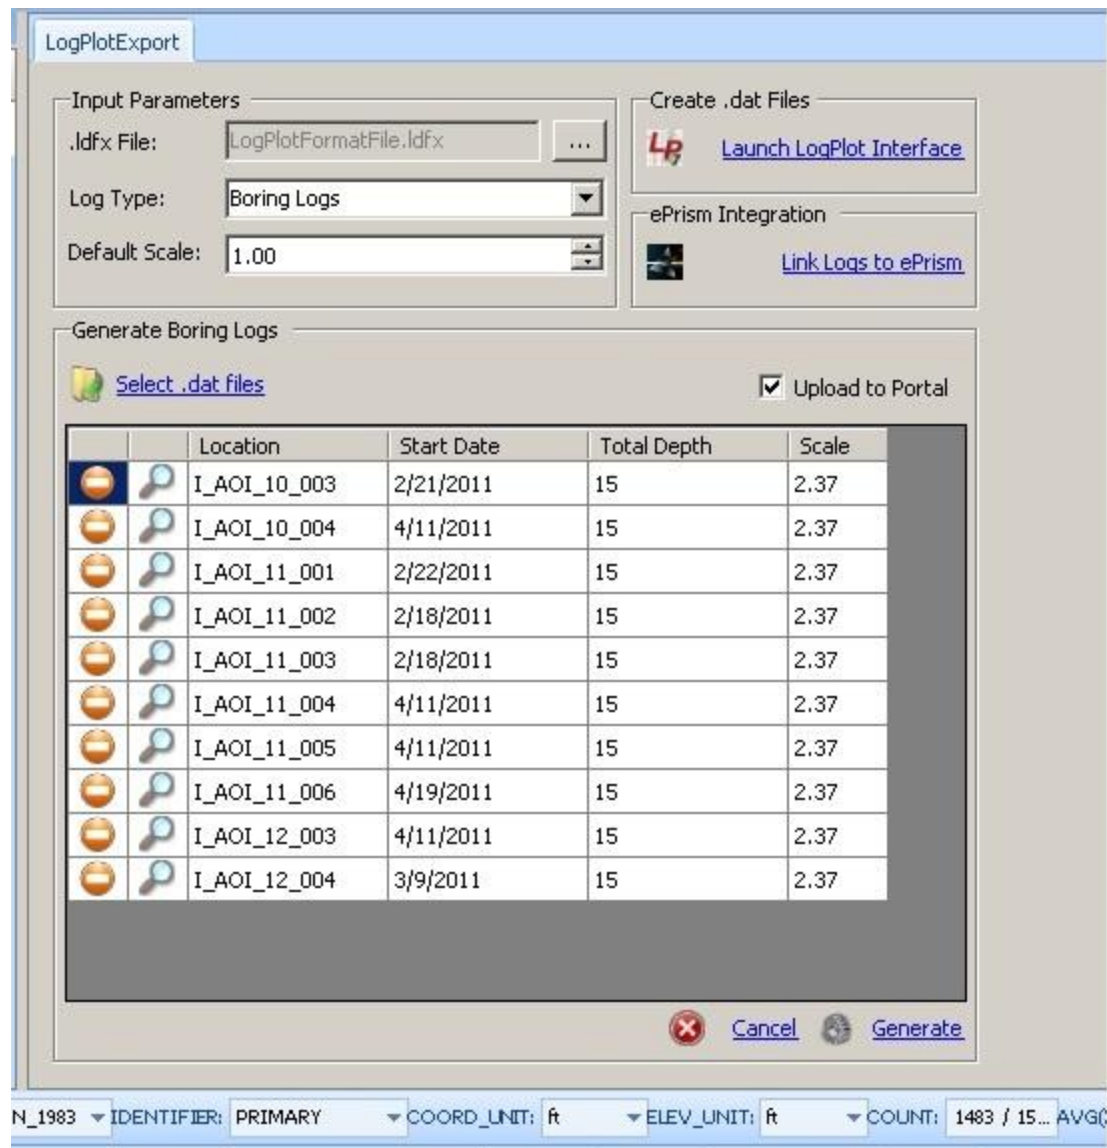 LogPlotExport
Input Parameters
.ldfx File: LogPlotFormatFile.ldfx ...
Log Type: Boring Logs
Default Scale: 1.00
Create .dat Files
LP Launch LogPlot Interface
ePrism Integration
Link Logs to ePrism
Generate Boring Logs
Select .dat files
Upload to Portal
Location Start Date Total Depth Scale
I_AOI_10_003 2/21/2011 15 2.37
I_AOI_10_004 4/11/2011 15 2.37
I_AOI_11_001 2/22/2011 15 2.37
I_AOI_11_002 2/18/2011 15 2.37
I_AOI_11_003 2/18/2011 15 2.37
I_AOI_11_004 4/11/2011 15 2.37
I_AOI_11_005 4/11/2011 15 2.37
I_AOI_11_006 4/19/2011 15 2.37
I_AOI_12_003 4/11/2011 15 2.37
I_AOI_12_004 3/9/2011 15 2.37
Cancel Generate
N_1983 IDENTIFIER: PRIMARY COORD_UNIT: ft ELEV_UNIT: ft COUNT: 1483 / 15... AVG(